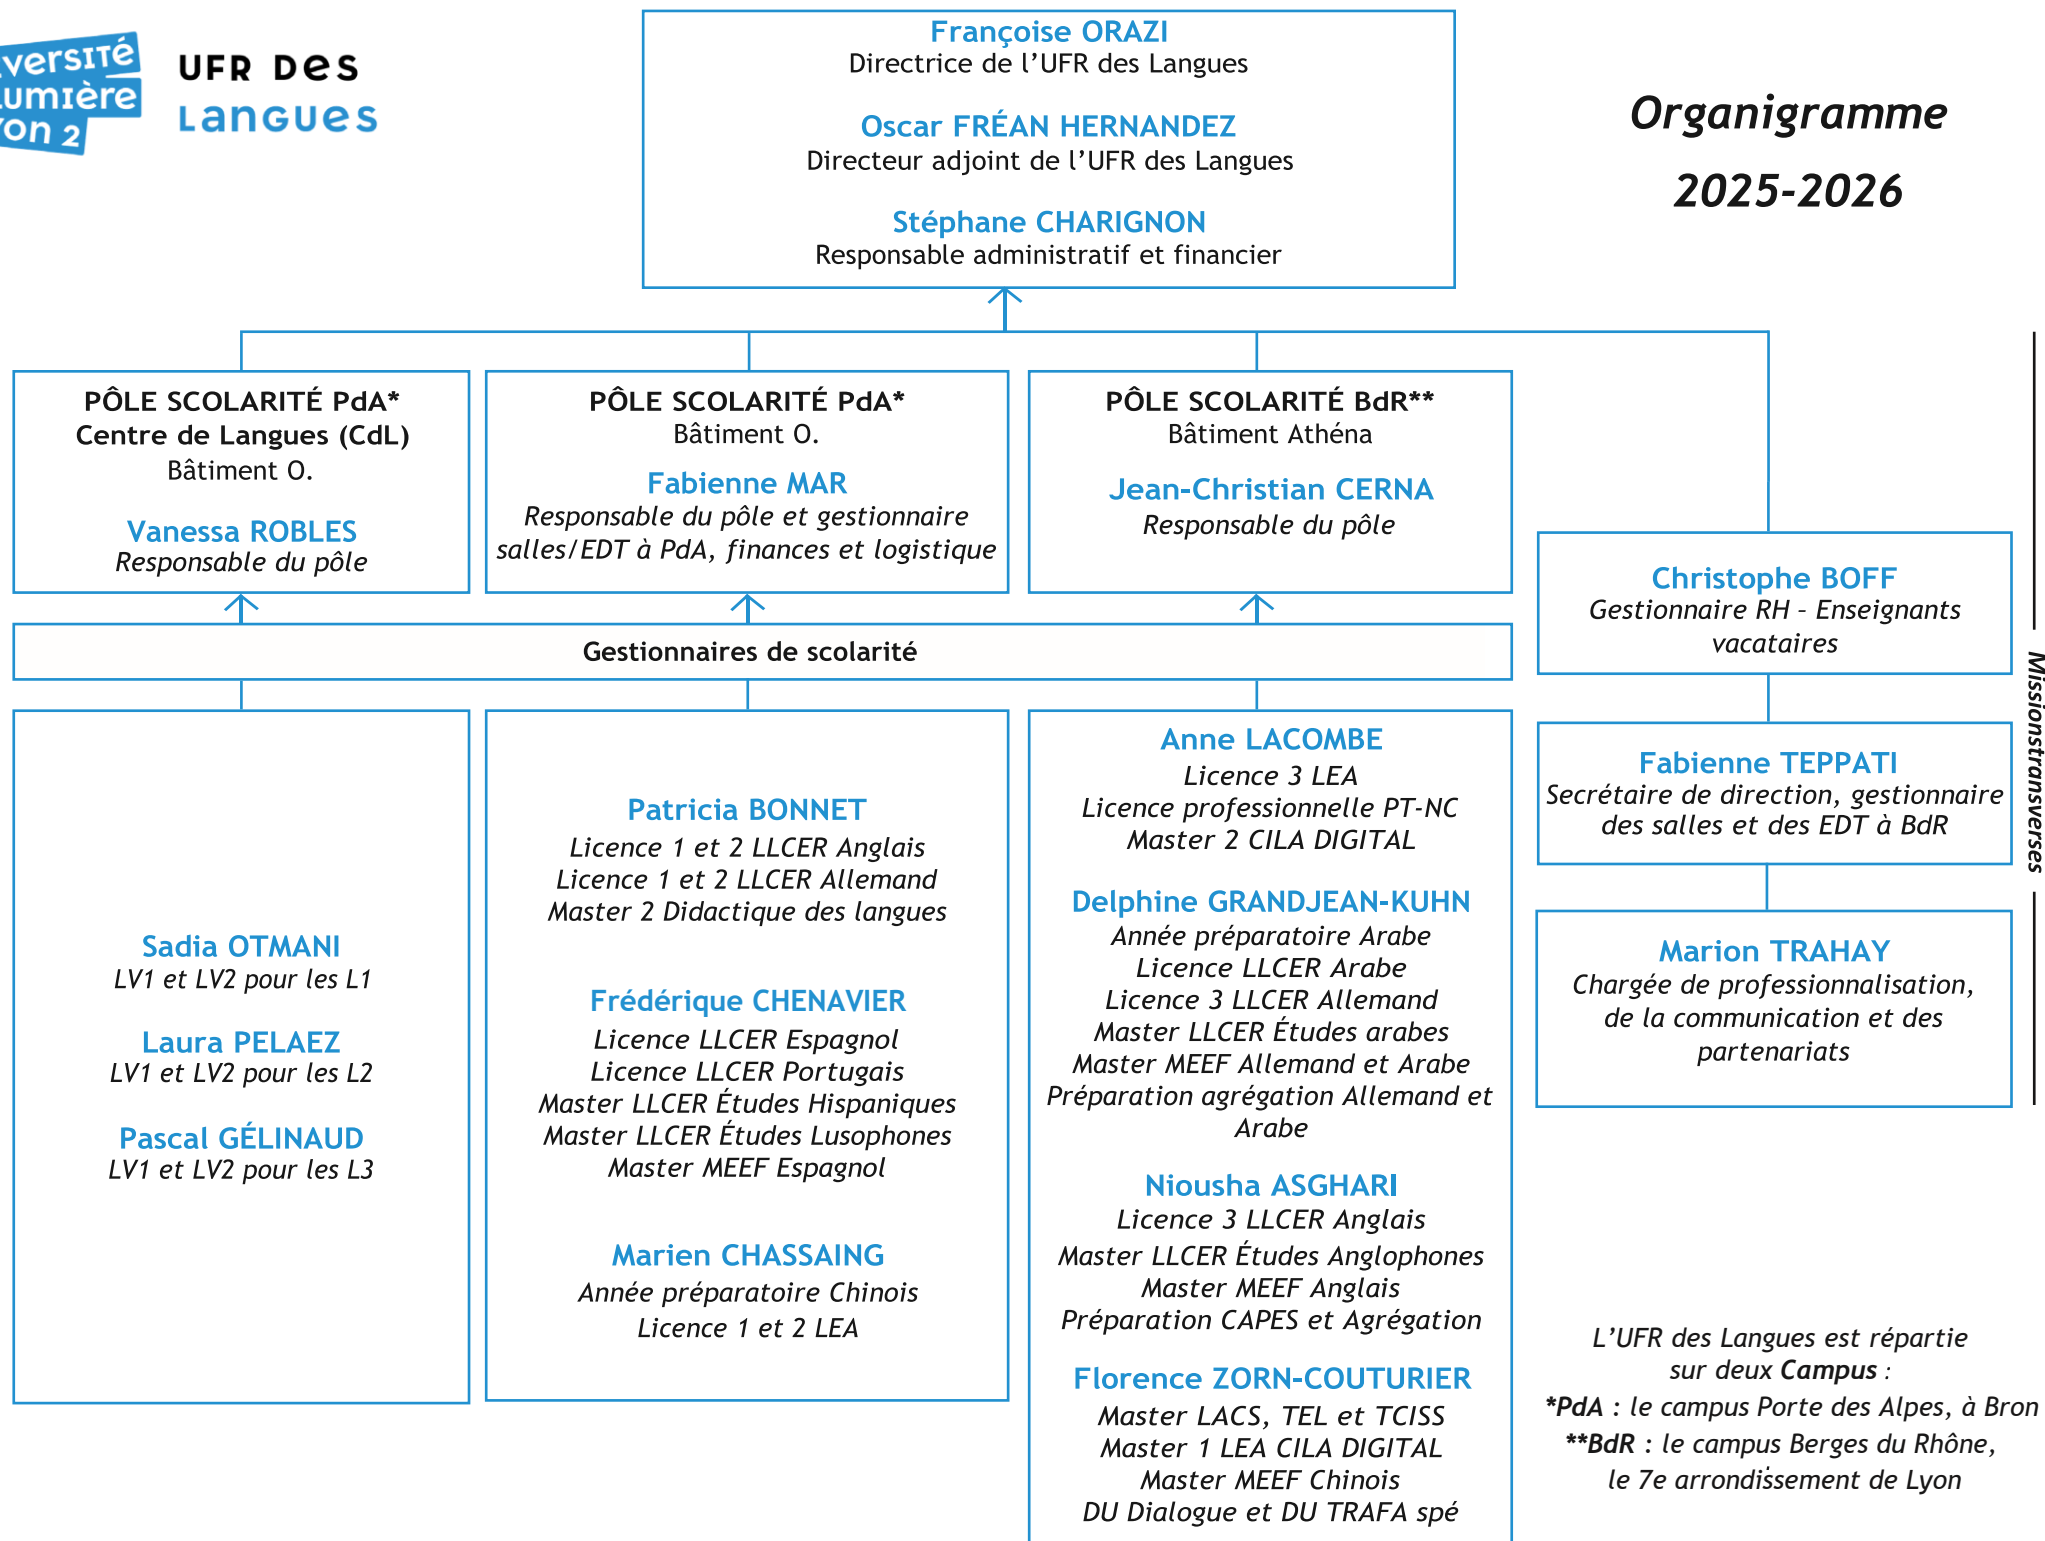 UFR Des
Langues
Organigramme
2025-2026
Françoise ORAZI
Directrice de l’UFR des Langues
Oscar FRÉAN HERNANDEZ
Directeur adjoint de l’UFR des Langues
Stéphane CHARIGNON
Responsable administratif et financier
PÔLE SCOLARITÉ PdA*
Centre de Langues (CdL)
Bâtiment O.
Vanessa ROBLES
Responsable du pôle
PÔLE SCOLARITÉ PdA*
Bâtiment O.
Fabienne MAR
Responsable du pôle et gestionnaire
salles/EDT à PdA, finances et logistique
PÔLE SCOLARITÉ BdR**
Bâtiment Athéna
Jean-Christian CERNA
Responsable du pôle
Gestionnaires de scolarité
Sadia OTMANI
LV1 et LV2 pour les L1
Laura PELAEZ
LV1 et LV2 pour les L2
Pascal GÉLINAUD
LV1 et LV2 pour les L3
Patricia BONNET
Licence 1 et 2 LLCER Anglais
Licence 1 et 2 LLCER Allemand
Master 2 Didactique des langues
Frédérique CHENAVIER
Licence LLCER Espagnol
Licence LLCER Portugais
Master LLCER Études Hispaniques
Master LLCER Études Lusophones
Master MEEF Espagnol
Marien CHASSAING
Année préparatoire Chinois
Licence 1 et 2 LEA
Anne LACOMBE
Licence 3 LEA
Licence professionnelle PT-NC
Master 2 CILA DIGITAL
Delphine GRANDJEAN-KUHN
Année préparatoire Arabe
Licence LLCER Arabe
Licence 3 LLCER Allemand
Master LLCER Études arabes
Master MEEF Allemand et Arabe
Préparation agrégation Allemand et
Arabe
Niousha ASGHARI
Licence 3 LLCER Anglais
Master LLCER Études Anglophones
Master MEEF Anglais
Préparation CAPES et Agrégation
Florence ZORN-COUTURIER
Master LACS, TEL et TCISS
Master 1 LEA CILA DIGITAL
Master MEEF Chinois
DU Dialogue et DU TRAFA spé
Christophe BOFF
Gestionnaire RH – Enseignants
vacataires
Fabienne TEPPATI
Secrétaire de direction, gestionnaire
des salles et des EDT à BdR
Marion TRAHAY
Chargée de professionnalisation,
de la communication et des
partenariats
Missionstransverses
L’UFR des Langues est répartie
sur deux Campus :
*PdA : le campus Porte des Alpes, à Bron
**BdR : le campus Berges du Rhône,
le 7e arrondissement de Lyon